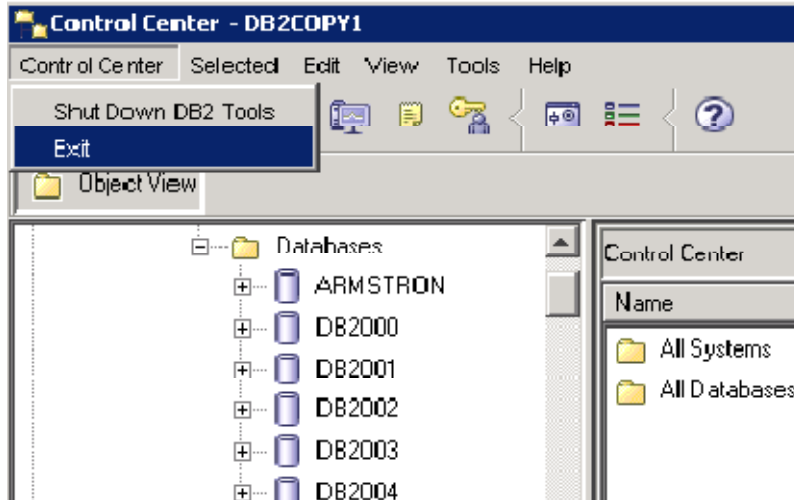 Control Center - DB2COPY1
Control Center Selected Edit View Tools Help
Shut Down DB2 Tools
Exit
Object View
Databases
ARMSTRON
DB2000
DB2001
DB2002
DB2003
DB2004
Control Center
Name
All Systems
All Databases